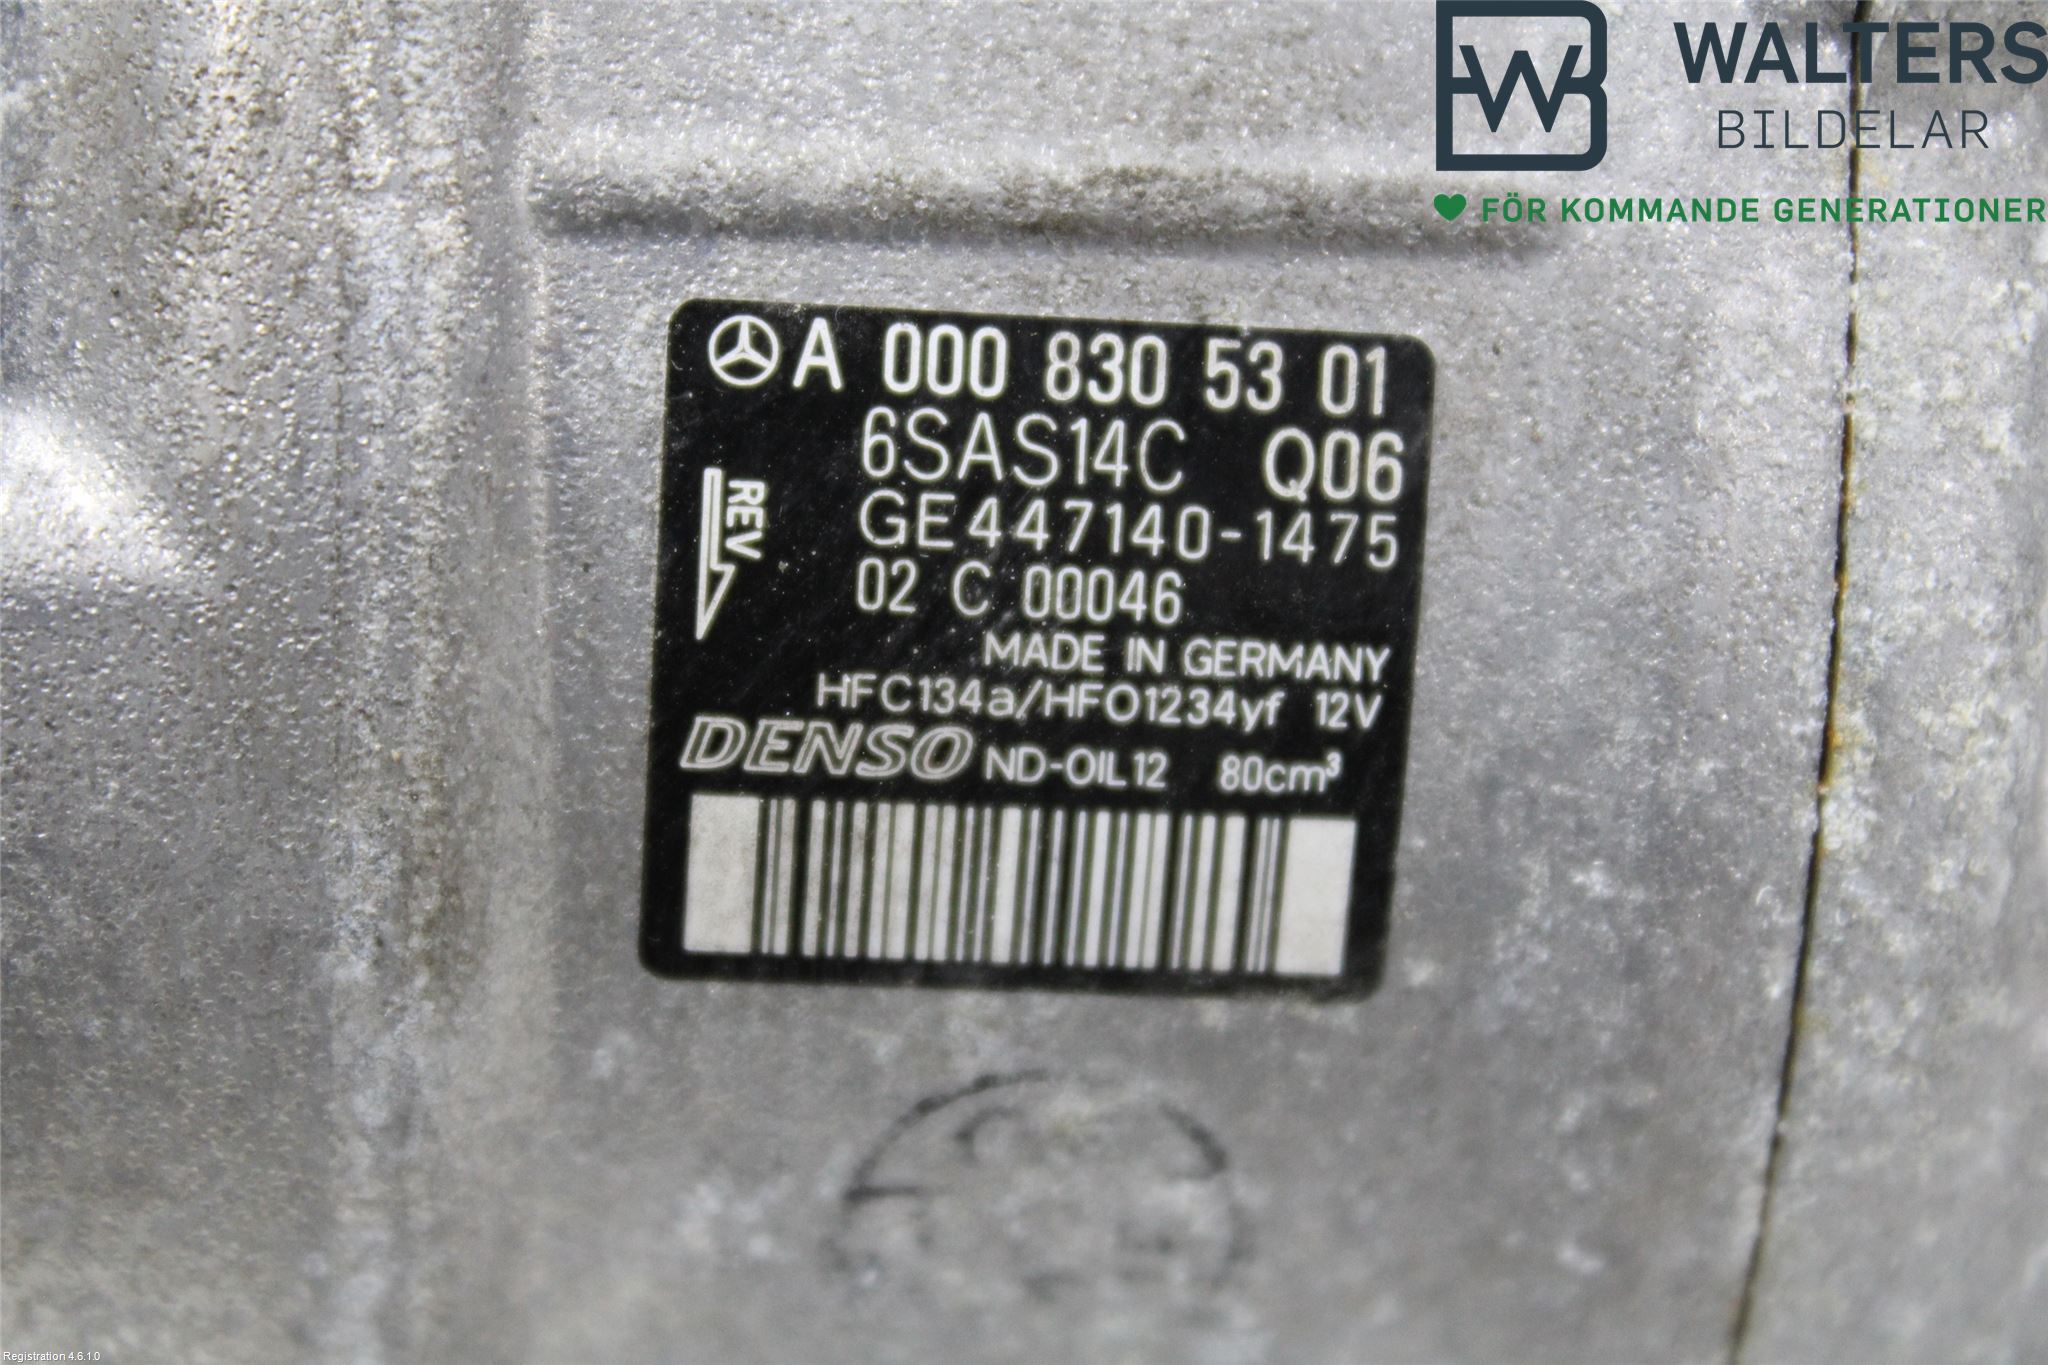 WALTERS
BILDELAR
FÖR KOMMANDE GENERATIONER
A 000 830 53 01
6SAS14C Q06
REV
GE447140-1475
02 C 00046
MADE IN GERMANY
HFC134a/HFO1234yf 12V
DENSO ND-OIL12 80cm³
Registration 4.6.1.0